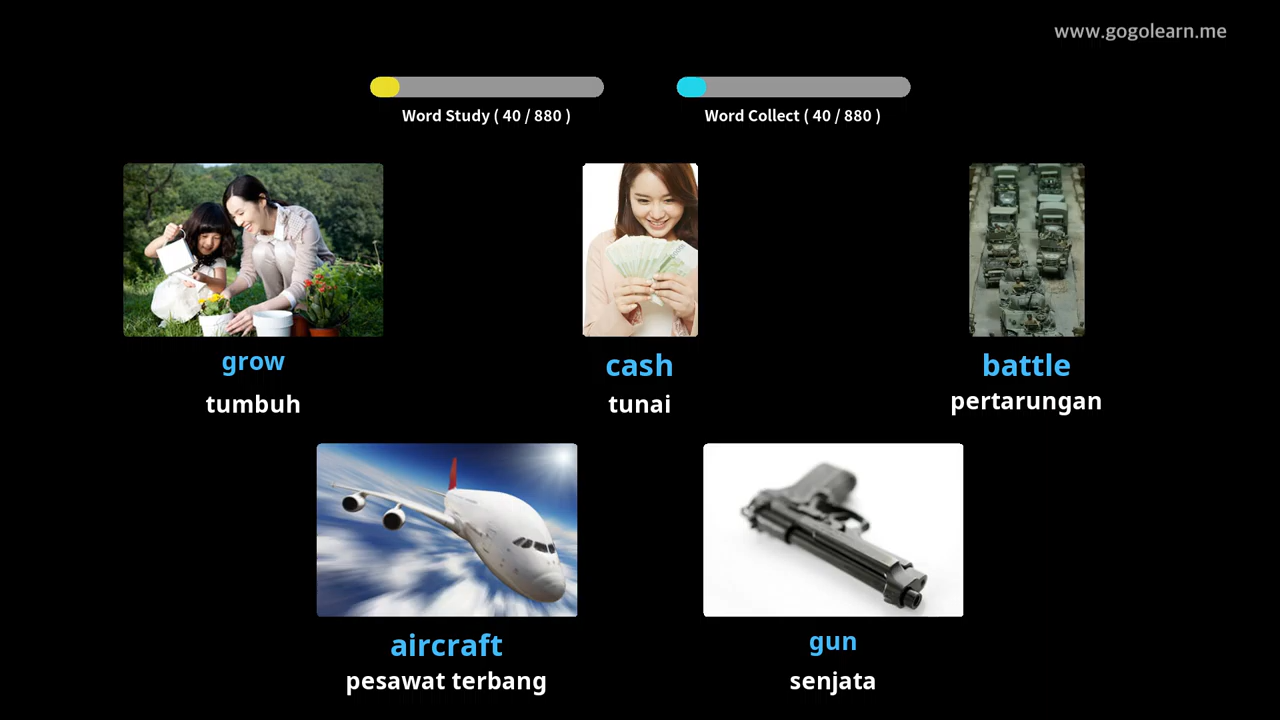 www.gogolearn.me
Word Study ( 40 / 880 )
Word Collect ( 40 / 880 )
grow
tumbuh
cash
tunai
battle
pertarungan
aircraft
pesawat terbang
gun
senjata